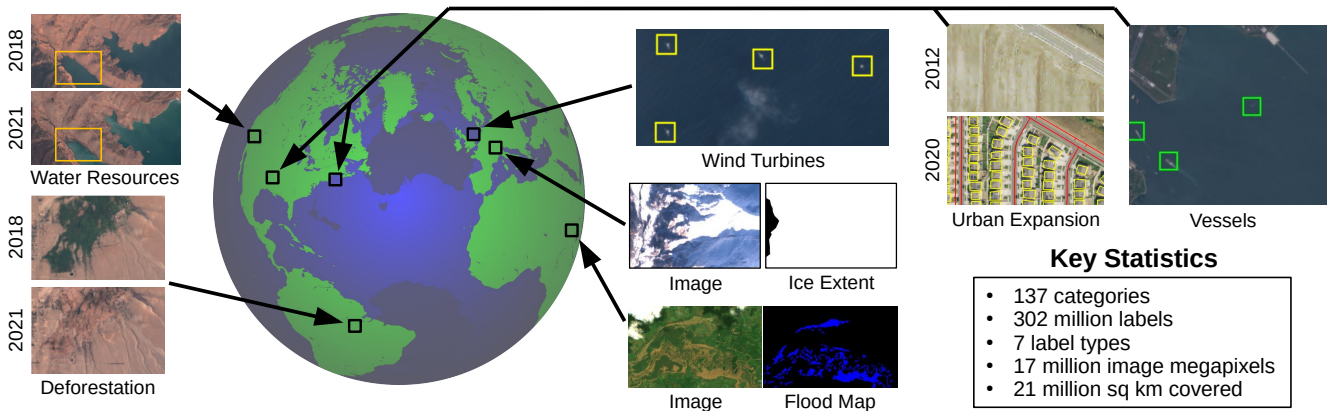 2018
2021
Water Resources
2018
2021
Deforestation
Wind Turbines
Image
Ice Extent
Image
Flood Map
2012
2020
Urban Expansion
Vessels
Key Statistics
• 137 categories
• 302 million labels
• 7 label types
• 17 million image megapixels
• 21 million sq km covered